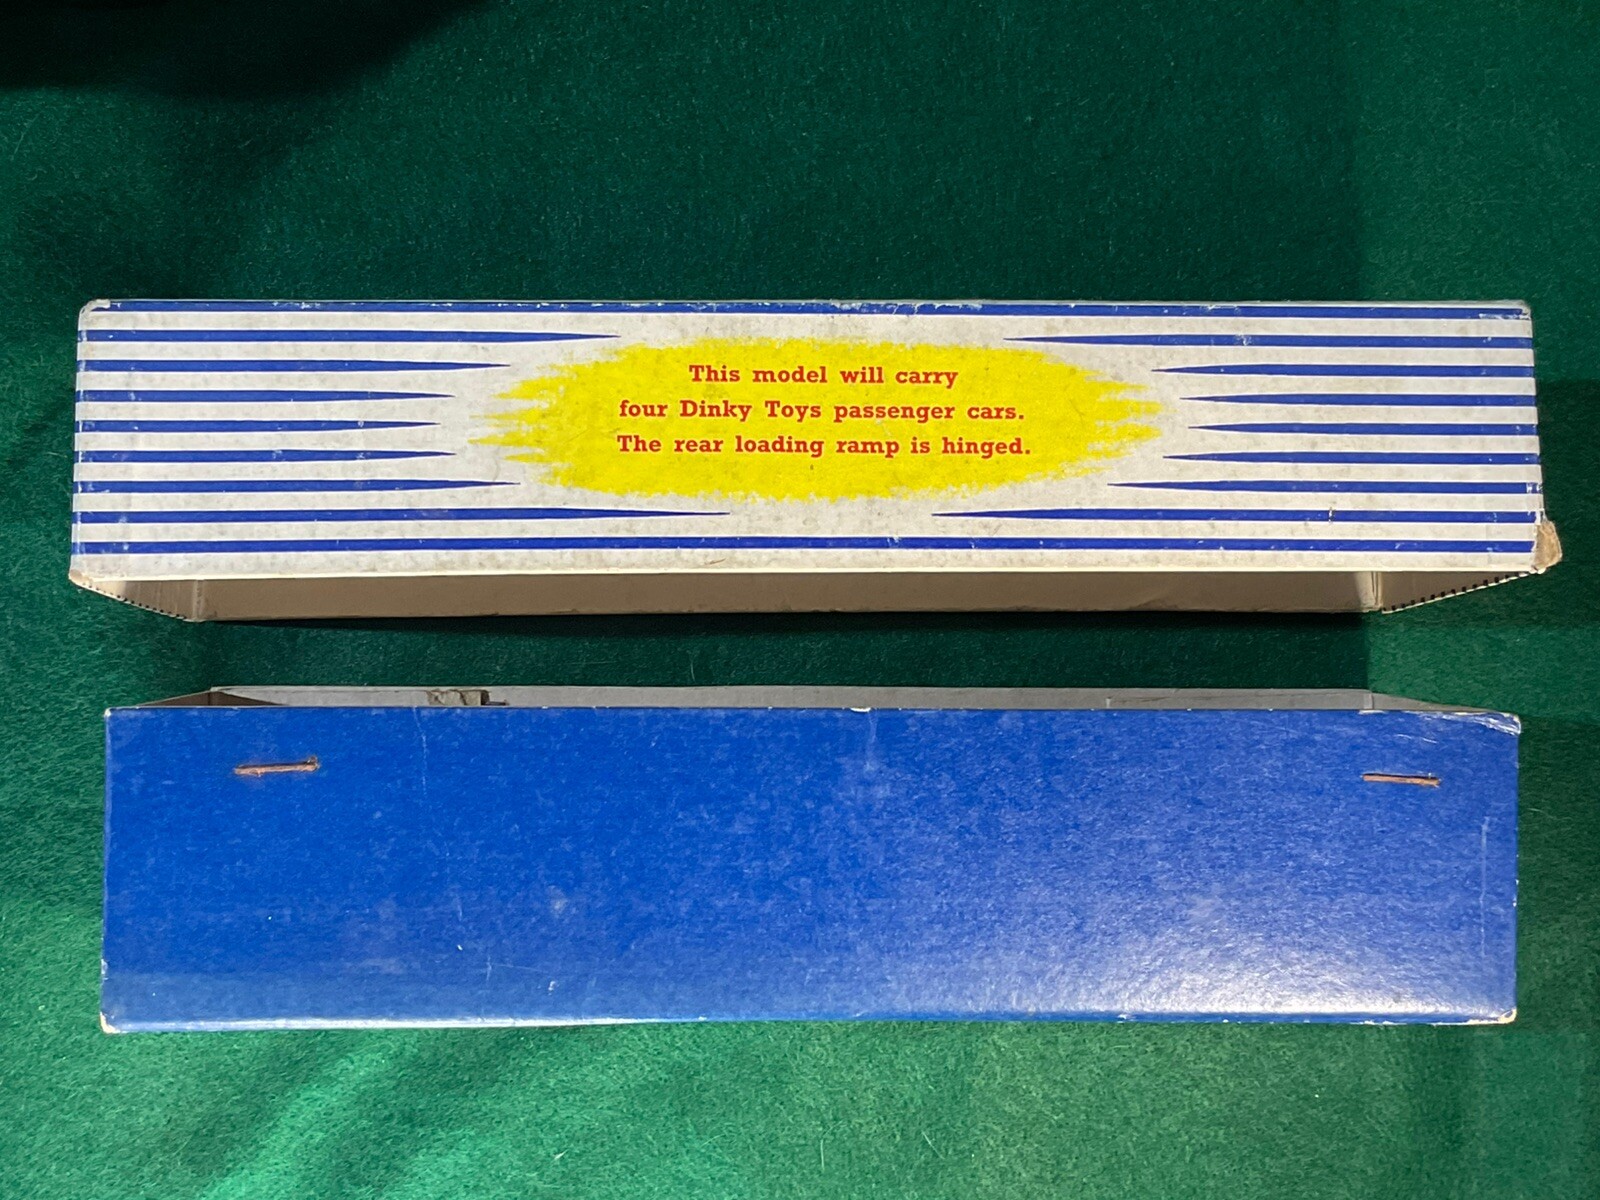 This model will carry
four Dinky Toys passenger cars.
The rear loading ramp is hinged.